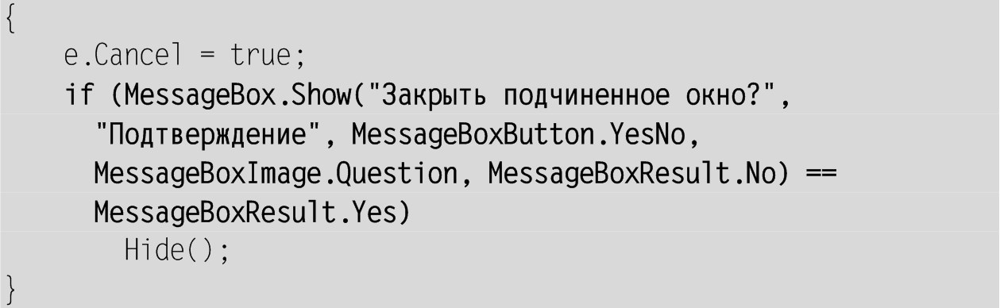 {
e.Cancel = true;
if (MessageBox.Show("Закрыть подчиненное окно?",
"Подтверждение", MessageBoxButton.YesNo,
MessageBoxImage.Question, MessageBoxResult.No) ==
MessageBoxResult.Yes)
Hide();
}